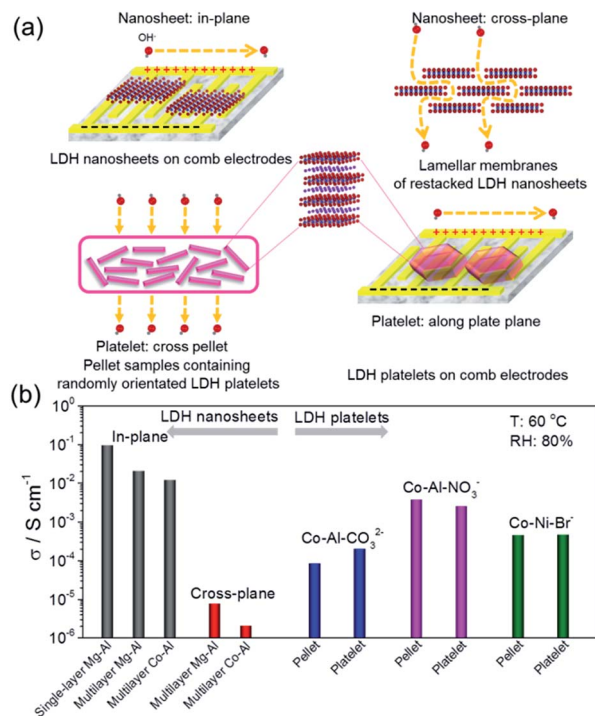 (a)
Nanosheet: in-plane
OH-
+ + + + + + + + + + + +
LDH nanosheets on comb electrodes
Nanosheet: cross-plane
Lamellar membranes
of restacked LDH nanosheets
Platelet: cross pellet
Pellet samples containing
randomly orientated LDH platelets
Platelet: along plate plane
LDH platelets on comb electrodes
(b)
σ / S cm⁻¹
10⁰
10⁻¹
10⁻²
10⁻³
10⁻⁴
10⁻⁵
10⁻⁶
LDH nanosheets
LDH platelets
T: 60 °C
RH: 80%
In-plane
Cross-plane
Co-Al-CO₃²⁻
Co-Al-NO₃⁻
Co-Ni-Br⁻
Single-layer Mg-Al
Multilayer Mg-Al
Multilayer Co-Al
Multilayer Mg-Al
Multilayer Co-Al
Pellet
Platelet
Pellet
Platelet
Pellet
Platelet